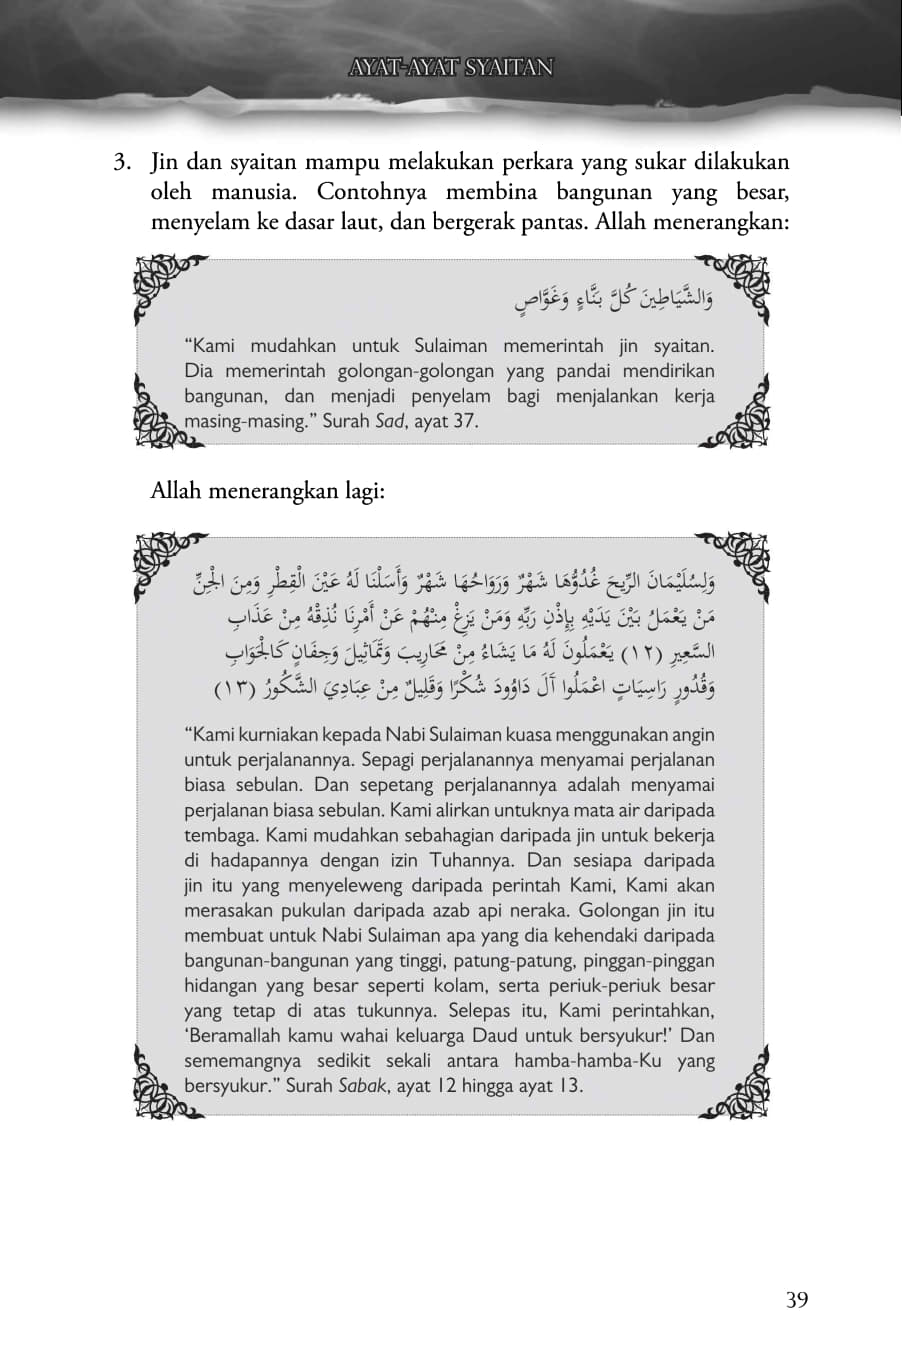 AYAT-AYAT SYAITAN
3. Jin dan syaitan mampu melakukan perkara yang sukar dilakukan
oleh manusia. Contohnya membina bangunan yang besar,
menyelam ke dasar laut, dan bergerak pantas. Allah menerangkan:
وَالشَّيَاطِينَ كُلَّ بَنَّاءٍ وَغَوَّاصٍ
“Kami mudahkan untuk Sulaiman memerintah jin syaitan.
Dia memerintah golongan-golongan yang pandai mendirikan
bangunan, dan menjadi penyelam bagi menjalankan kerja
masing-masing.” Surah Sad, ayat 37.
Allah menerangkan lagi:
وَلِسُلَيْمَانَ الرِّيحَ غُدُوُّهَا شَهْرٌ وَرَوَاحُهَا شَهْرٌ وَأَسَلْنَا لَهُ عَيْنَ الْقِطْرِ وَمِنَ الْجِنِّ
مَنْ يَعْمَلُ بَيْنَ يَدَيْهِ بِإِذْنِ رَبِّهِ وَمَنْ يَزِغْ مِنْهُمْ عَنْ أَمْرِنَا نُذِقْهُ مِنْ عَذَابِ
السَّعِيرِ (١٢) يَعْمَلُونَ لَهُ مَا يَشَاءُ مِنْ مَحَارِيبَ وَتَمَاثِيلَ وَجِفَانٍ كَالْجَوَابِ
وَقُدُورٍ رَاسِيَاتٍ اعْمَلُوا آلَ دَاوُودَ شُكْرًا وَقَلِيلٌ مِنْ عِبَادِيَ الشَّكُورُ (١٣)
“Kami kurniakan kepada Nabi Sulaiman kuasa menggunakan angin
untuk perjalanannya. Sepagi perjalanannya menyamai perjalanan
biasa sebulan. Dan sepetang perjalanannya adalah menyamai
perjalanan biasa sebulan. Kami alirkan untuknya mata air daripada
tembaga. Kami mudahkan sebahagian daripada jin untuk bekerja
di hadapannya dengan izin Tuhannya. Dan sesiapa daripada
jin itu yang menyeleweng daripada perintah Kami, Kami akan
merasakan pukulan daripada azab api neraka. Golongan jin itu
membuat untuk Nabi Sulaiman apa yang dia kehendaki daripada
bangunan-bangunan yang tinggi, patung-patung, pinggan-pinggan
hidangan yang besar seperti kolam, serta periuk-periuk besar
yang tetap di atas tukunnya. Selepas itu, Kami perintahkan,
‘Beramallah kamu wahai keluarga Daud untuk bersyukur!’ Dan
sememangnya sedikit sekali antara hamba-hamba-Ku yang
bersyukur.” Surah Sabak, ayat 12 hingga ayat 13.
39